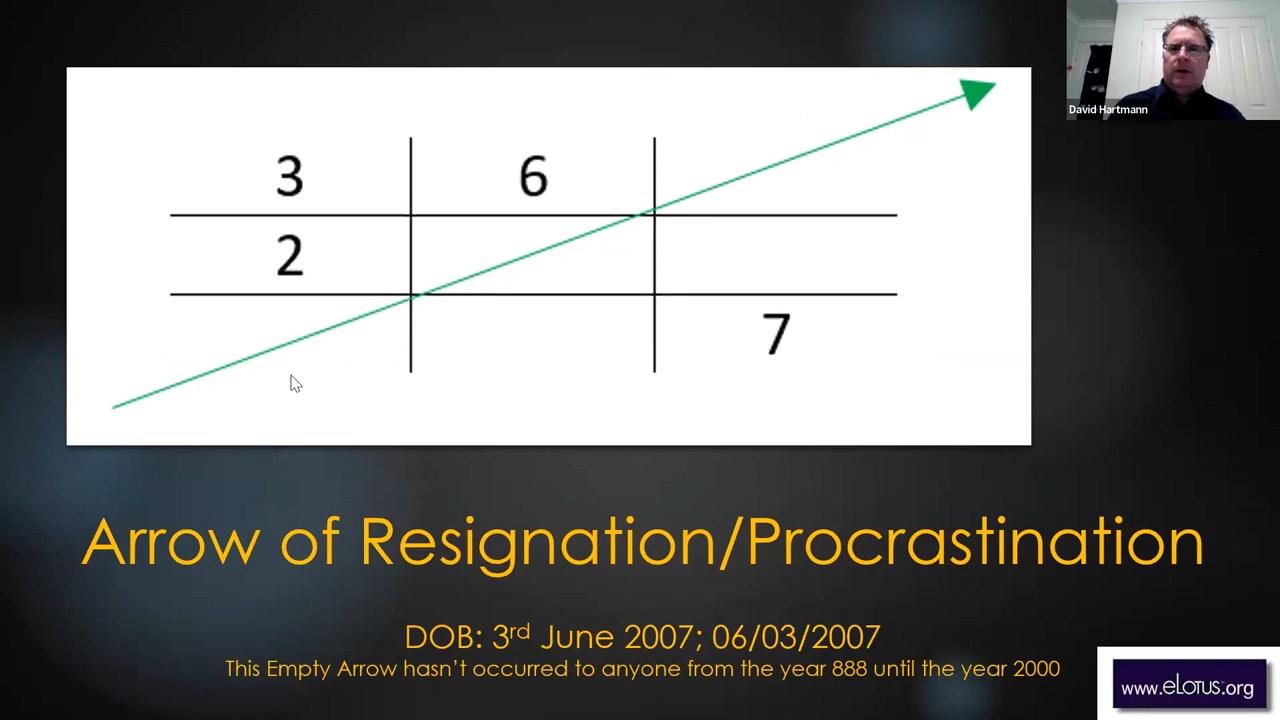 David Hartmann
3 6
2
7
Arrow of Resignation/Procrastination
DOB: 3rd June 2007; 06/03/2007
This Empty Arrow hasn't occurred to anyone from the year 888 until the year 2000
www.eLotus.org